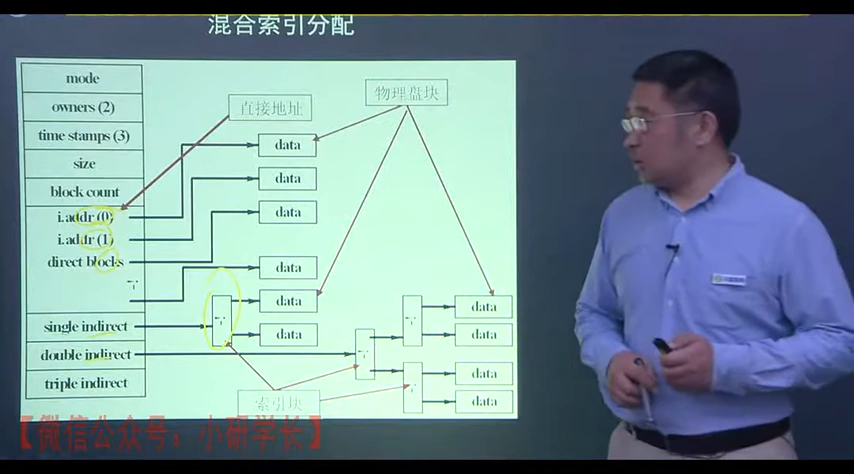 混合索引分配
mode
owners (2)
time stamps (3)
size
block count
i.addr (0)
i.addr (1)
direct blocks
single indirect
double indirect
triple indirect
直接地址
物理盘块
data
data
data
data
data
data
data
data
data
data
索引块
【微信公众号:小研学长】